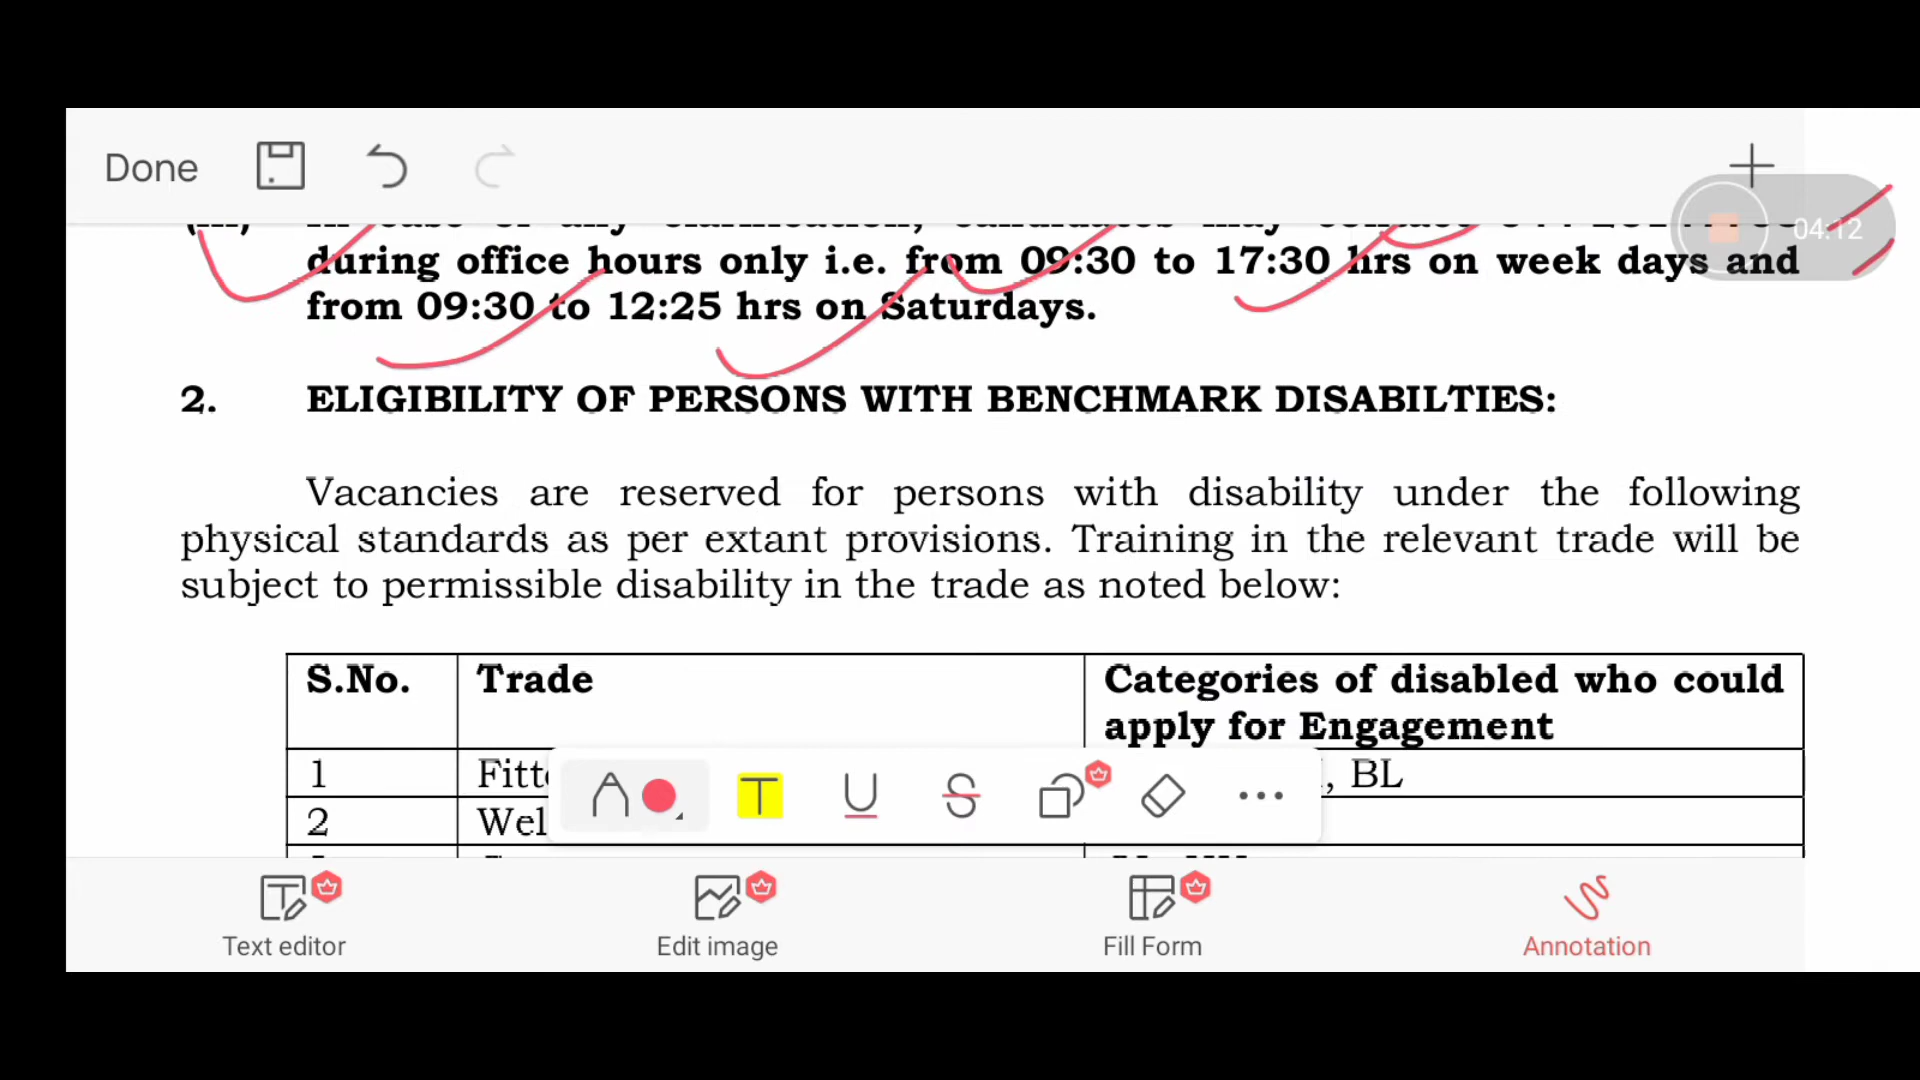 Done
04:12
during office hours only i.e. from 09:30 to 17:30 hrs on week days and
from 09:30 to 12:25 hrs on Saturdays.
2. ELIGIBILITY OF PERSONS WITH BENCHMARK DISABILTIES:
Vacancies are reserved for persons with disability under the following
physical standards as per extant provisions. Training in the relevant trade will be
subject to permissible disability in the trade as noted below:
S.No. Trade Categories of disabled who could
apply for Engagement
1 BL
2
Text editor Edit image Fill Form Annotation